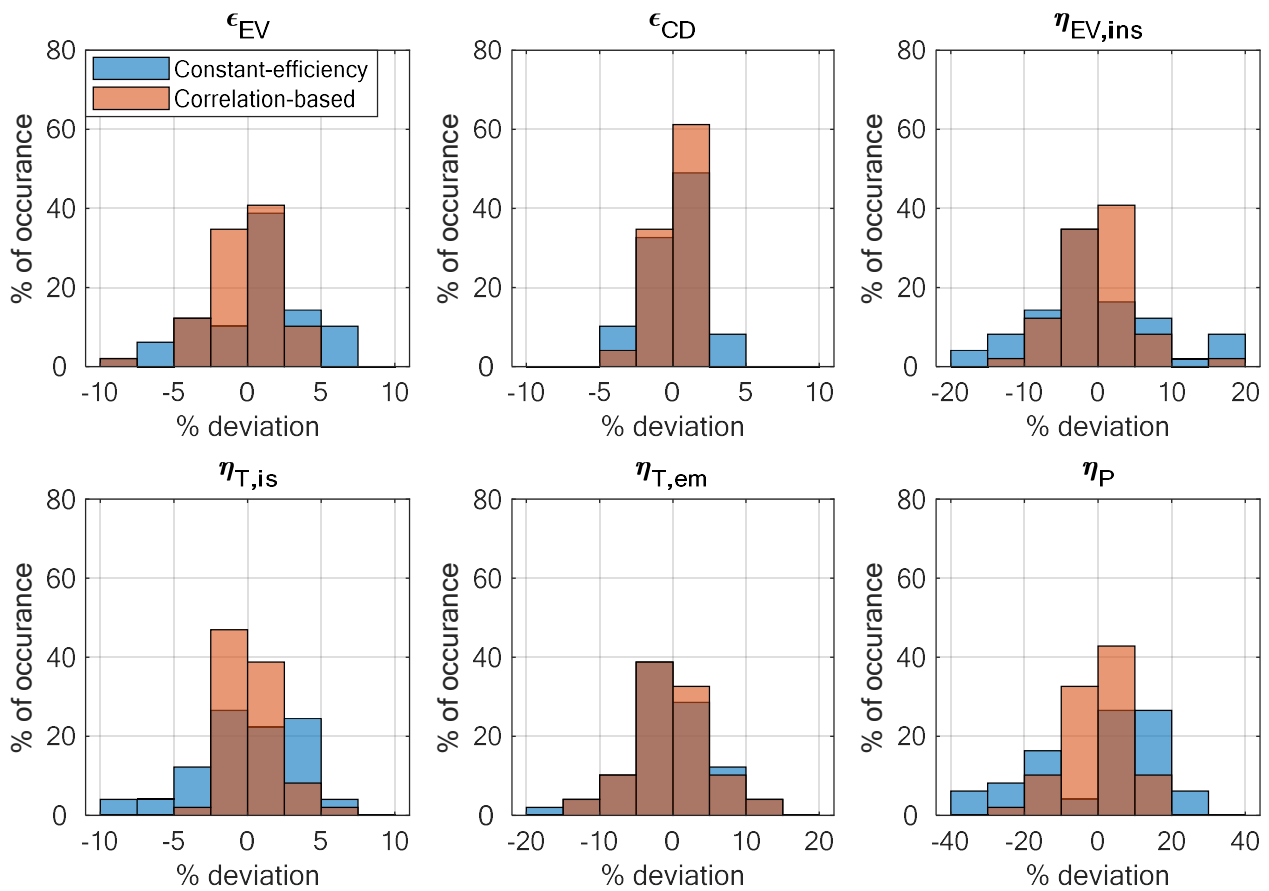 ϵEV
80
60
40
20
0
-10 -5 0 5 10
% of occurance
% deviation
Constant-efficiency
Correlation-based
ϵCD
80
60
40
20
0
-10 -5 0 5 10
% of occurance
% deviation
ηEV,ins
80
60
40
20
0
-20 -10 0 10 20
% of occurance
% deviation
ηT,is
80
60
40
20
0
-10 -5 0 5 10
% of occurance
% deviation
ηT,em
80
60
40
20
0
-20 -10 0 10 20
% of occurance
% deviation
ηP
80
60
40
20
0
-40 -20 0 20 40
% of occurance
% deviation